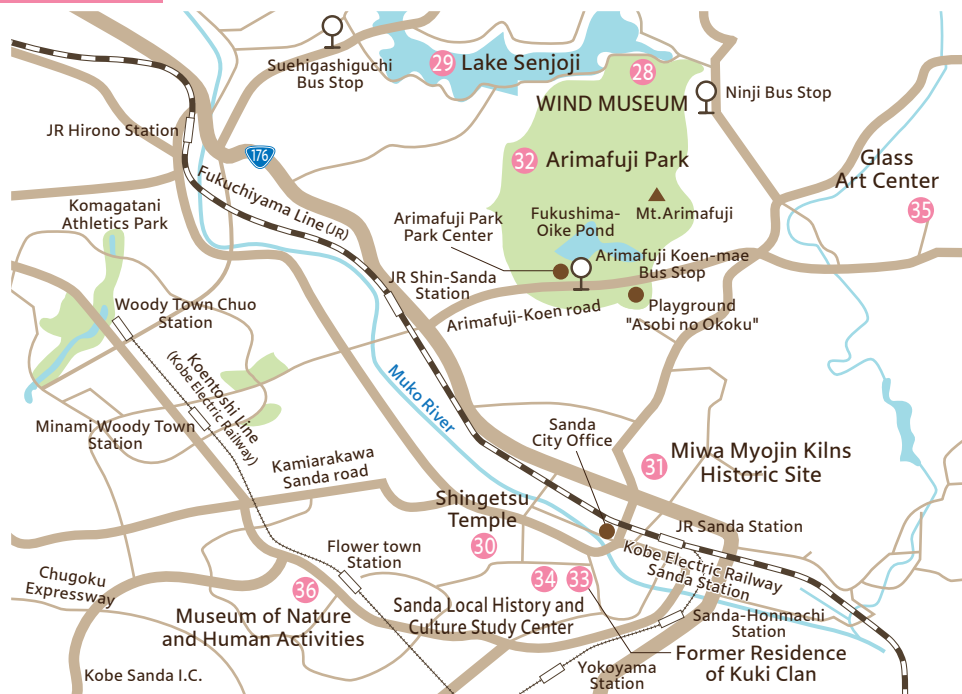 Suehigashiguchi
Bus Stop
29 Lake Senjoji
28
WIND MUSEUM
Ninji Bus Stop
JR Hirono Station
176
Fukuchiyama Line (JR)
32 Arimafuji Park
Glass
Art Center
35
Komagatani
Athletics Park
Mt.Arimafuji
Arimafuji Park
Park Center
Fukushima-
Oike Pond
Arimafuji Koen-mae
Bus Stop
JR Shin-Sanda
Station
Arimafuji-Koen road
Playground
"Asobi no Okoku"
Woody Town Chuo
Station
Koentoshi Line
(Kobe Electric Railway)
Muko River
Minami Woody Town
Station
Sanda
City Office
31
Miwa Myojin Kilns
Historic Site
Kamiarakawa
Sanda road
Shingetsu
Temple
30
JR Sanda Station
Kobe Electric Railway
Sanda Station
Flower town
Station
Chugoku
Expressway
36
Museum of Nature
and Human Activities
34
33
Sanda Local History and
Culture Study Center
Sanda-Honmachi
Station
Former Residence
of Kuki Clan
Yokoyama
Station
Kobe Sanda I.C.